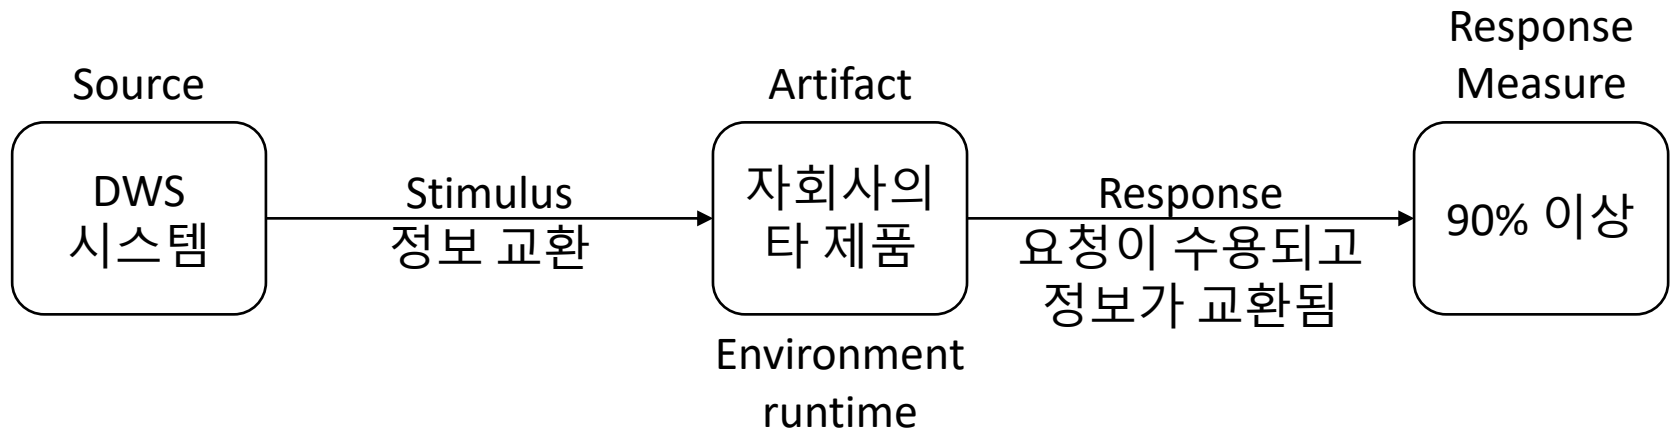 Source
DWS
시스템
Stimulus
정보 교환
Artifact
자회사의
타 제품
Environment
runtime
Response
요청이 수용되고
정보가 교환됨
Response
Measure
90% 이상